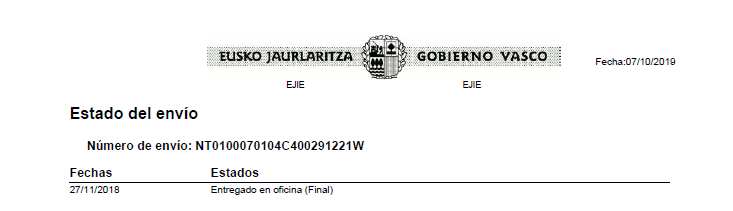 EUSKO JAURLARITZA GOBIERNO VASCO
Fecha:07/10/2019
EJIE EJIE
Estado del envío
Número de envío: NT0100070104C400291221W
Fechas Estados
27/11/2018 Entregado en oficina (Final)